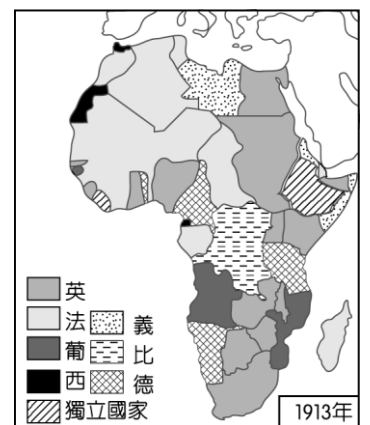 英
法 義
葡 比
西 德
獨立國家
1913年